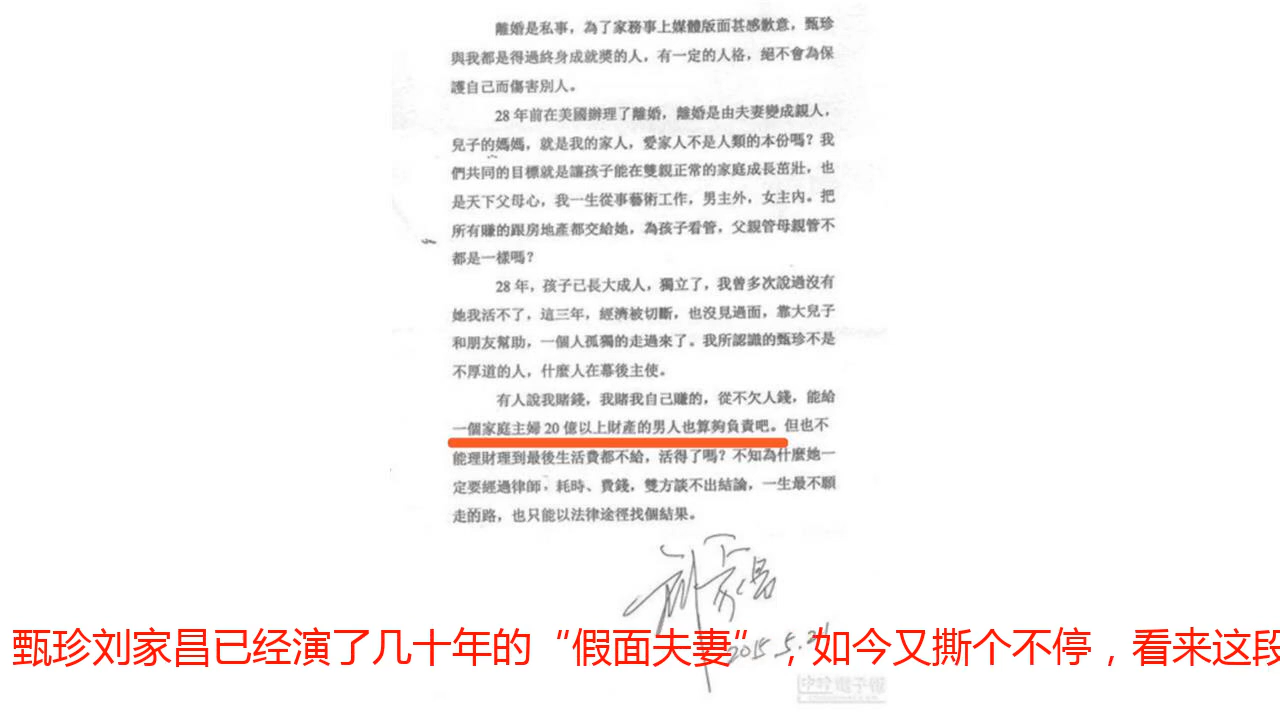 離婚是私事，為了家務事上媒體版面甚感歉意，甄珍
與我都是得過終身成就獎的人，有一定的人格，絕不會為保
護自己而傷害別人。
28 年前在美國辦理了離婚，離婚是由夫妻變成親人，
兒子的媽媽，就是我的家人，愛家人不是人類的本份嗎？我
們共同的目標就是讓孩子能在雙親正常的家庭成長茁壯，也
是天下父母心，我一生從事藝術工作，男主外，女主內。把
所有賺的跟房地產都交給她，為孩子看管，父親管母親管不
都是一樣嗎？
28 年，孩子己長大成人，獨立了，我曾多次說過沒有
她我活不了，這三年，經濟被切斷，也沒見過面，靠大兒子
和朋友幫助，一個人孤獨的走過來了。我所認識的甄珍不是
不厚道的人，什麼人在幕後主使。
有人說我賭錢，我賭我自己賺的，從不欠人錢，能給
一個家庭主婦 20 億以上財產的男人也算夠負責吧。但也不
能理財理到最後生活費都不給，活得了嗎？不知為什麼她一
定要經過律師，耗時、費錢，雙方談不出結論，一生最不願
走的路，也只能以法律途徑找個結果。
劉家昌
2015.5.21
甄珍刘家昌已经演了几十年的“假面夫妻”，如今又撕个不停，看来这段
中時電子報